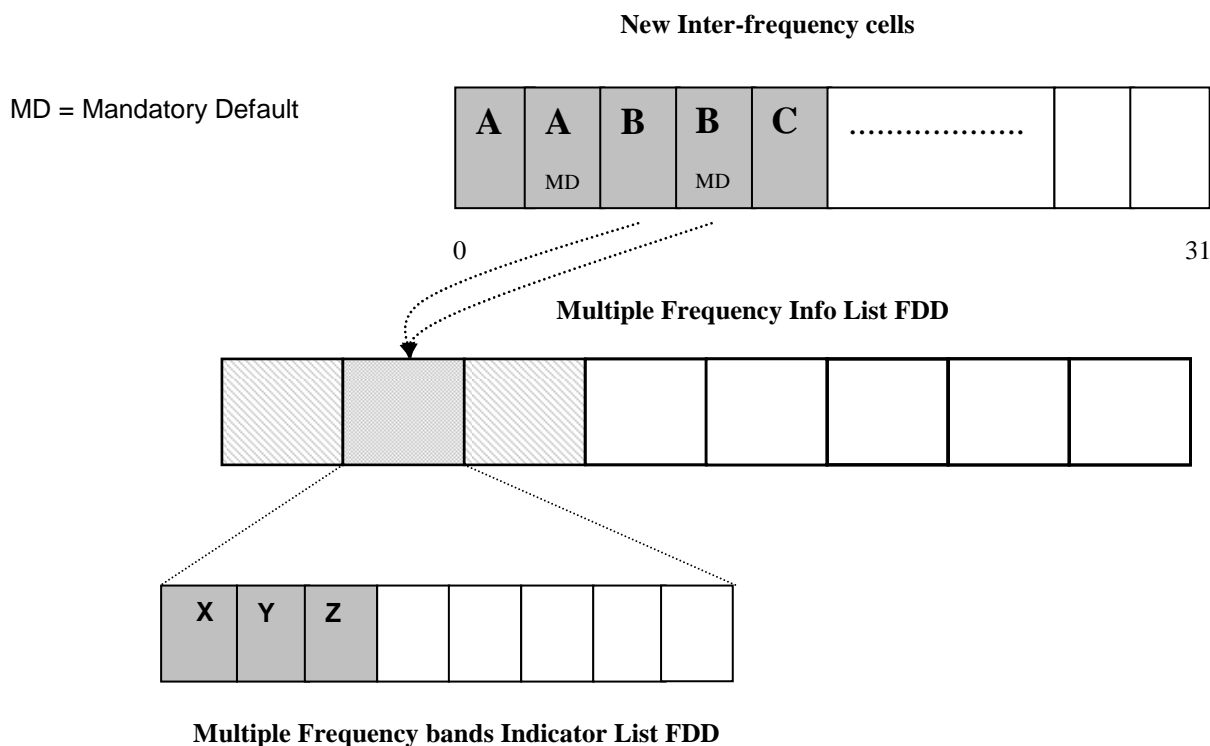 New Inter-frequency cells
MD = Mandatory Default
A A B B C ...................
MD MD
0 31
Multiple Frequency Info List FDD
X Y Z
Multiple Frequency bands Indicator List FDD